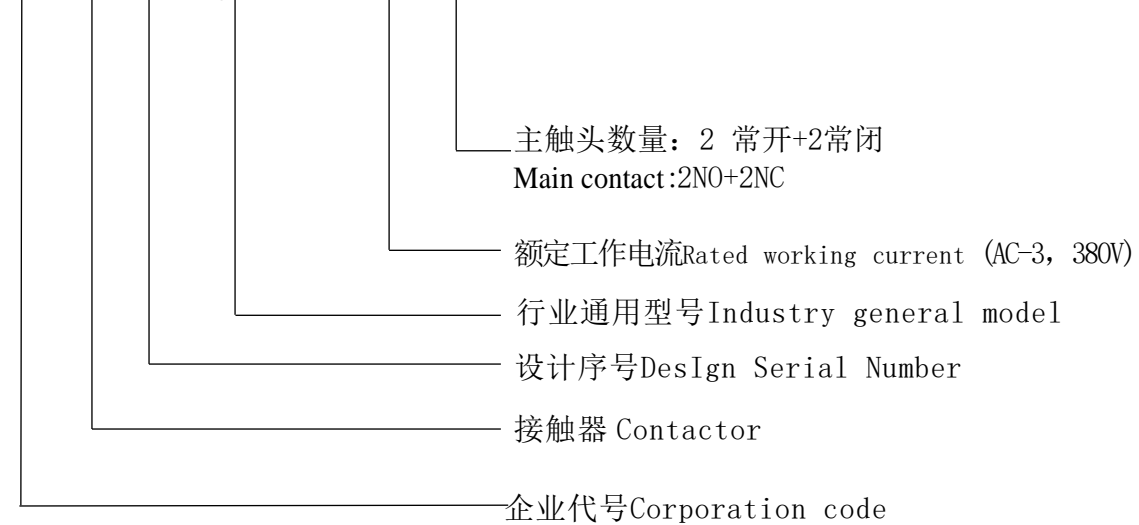 主触头数量：2 常开+2常闭
Main contact:2NO+2NC
额定工作电流Rated working current (AC-3，380V)
行业通用型号Industry general model
设计序号DesIgn Serial Number
接触器 Contactor
企业代号Corporation code